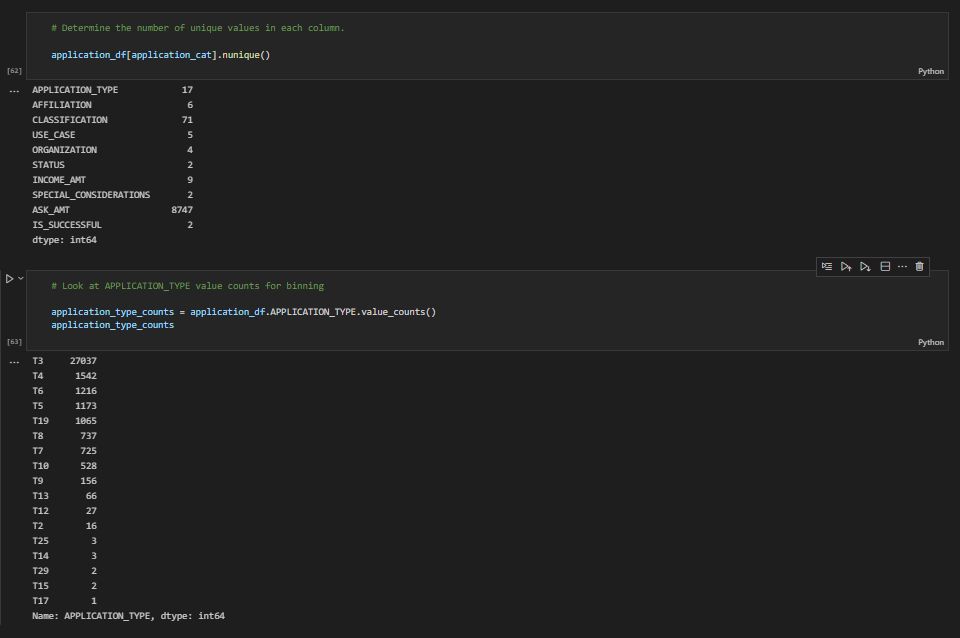 # Determine the number of unique values in each column.
application_df[application_cat].nunique()
[62]
Python
... APPLICATION_TYPE 17
AFFILIATION 6
CLASSIFICATION 71
USE_CASE 5
ORGANIZATION 4
STATUS 2
INCOME_AMT 9
SPECIAL_CONSIDERATIONS 2
ASK_AMT 8747
IS_SUCCESSFUL 2
dtype: int64
# Look at APPLICATION_TYPE value counts for binning
application_type_counts = application_df.APPLICATION_TYPE.value_counts()
application_type_counts
[63]
Python
... T3 27037
T4 1542
T6 1216
T5 1173
T19 1065
T8 737
T7 725
T10 528
T9 156
T13 66
T12 27
T2 16
T25 3
T14 3
T29 2
T15 2
T17 1
Name: APPLICATION_TYPE, dtype: int64